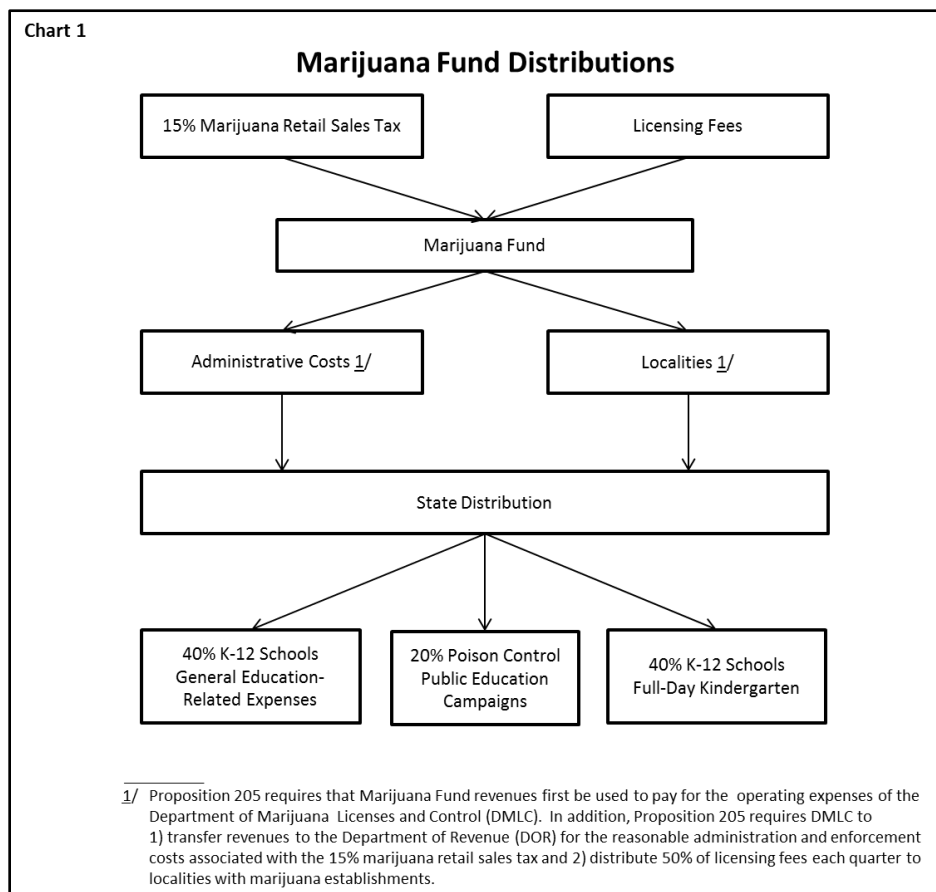 Chart 1
Marijuana Fund Distributions
15% Marijuana Retail Sales Tax
Licensing Fees
Marijuana Fund
Administrative Costs 1/
Localities 1/
State Distribution
40% K-12 Schools
General Education-
Related Expenses
20% Poison Control
Public Education
Campaigns
40% K-12 Schools
Full-Day Kindergarten
1/ Proposition 205 requires that Marijuana Fund revenues first be used to pay for the operating expenses of the
Department of Marijuana Licenses and Control (DMLC). In addition, Proposition 205 requires DMLC to
1) transfer revenues to the Department of Revenue (DOR) for the reasonable administration and enforcement
costs associated with the 15% marijuana retail sales tax and 2) distribute 50% of licensing fees each quarter to
localities with marijuana establishments.